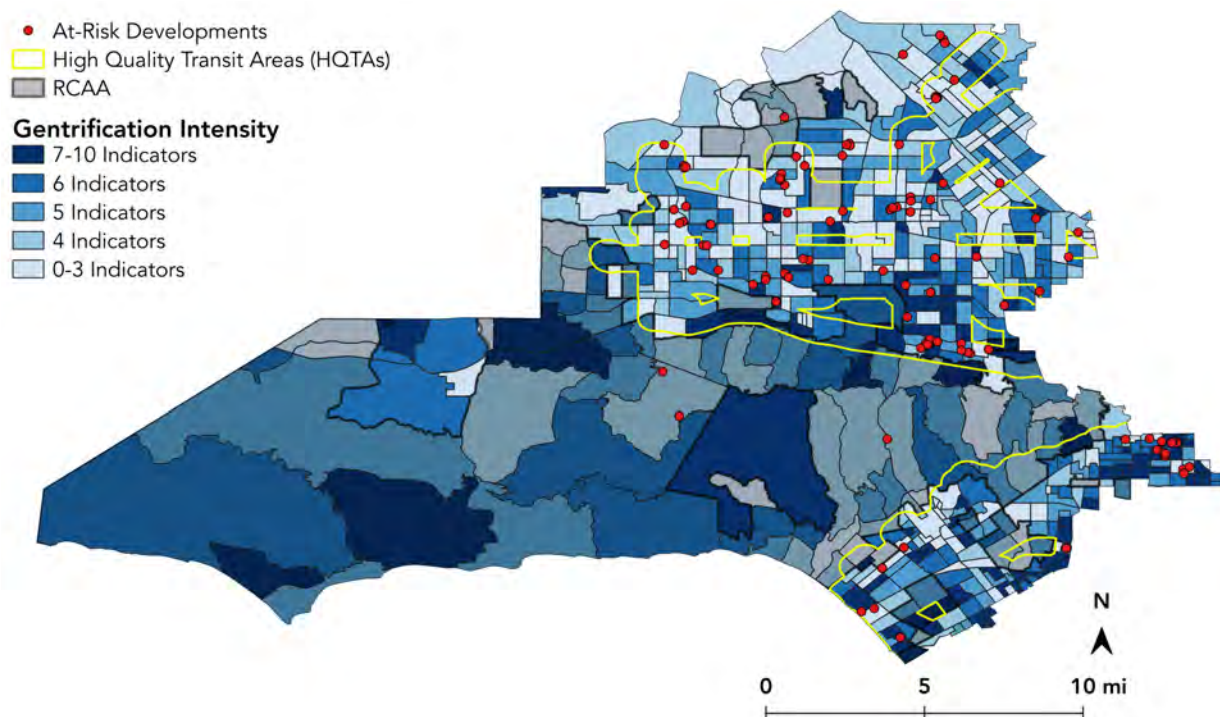 At-Risk Developments
High Quality Transit Areas (HQTAs)
RCAA
Gentrification Intensity
7-10 Indicators
6 Indicators
5 Indicators
4 Indicators
0-3 Indicators
N
0 5 10 mi